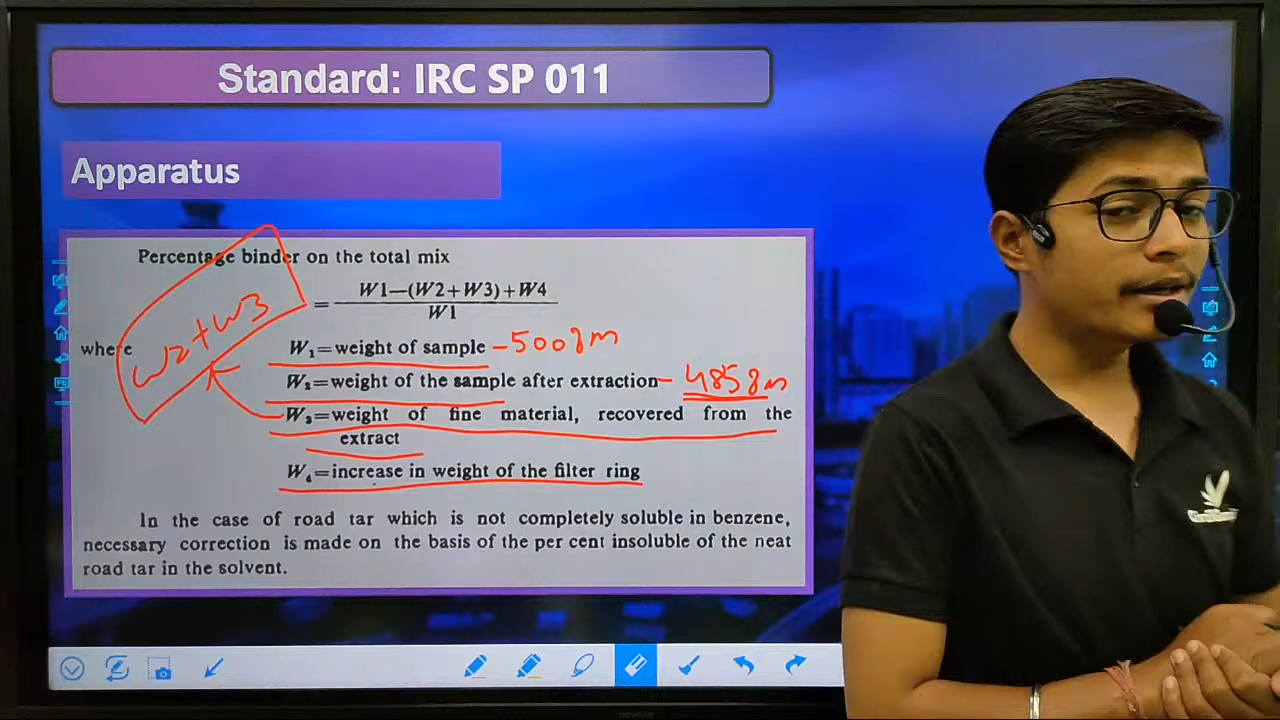 Standard: IRC SP 011
Apparatus
Percentage binder on the total mix
= W1—(W2+W3)+W4
W1
where
W2+W3
W₁=weight of sample – 500gm
W₂=weight of the sample after extraction – 485gm
W₃=weight of fine material, recovered from the
extract
W₄=increase in weight of the filter ring
In the case of road tar which is not completely soluble in benzene,
necessary correction is made on the basis of the per cent insoluble of the neat
road tar in the solvent.